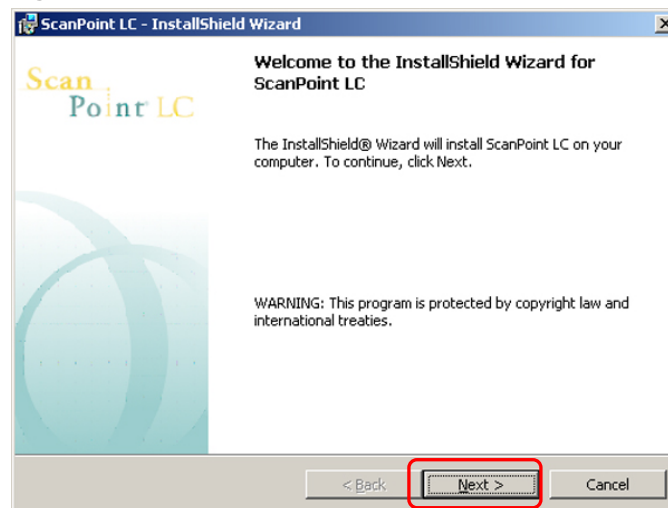 ScanPoint LC - InstallShield Wizard
Scan
Point LC
Welcome to the InstallShield Wizard for
ScanPoint LC
The InstallShield® Wizard will install ScanPoint LC on your
computer. To continue, click Next.
WARNING: This program is protected by copyright law and
international treaties.
< Back
Next >
Cancel